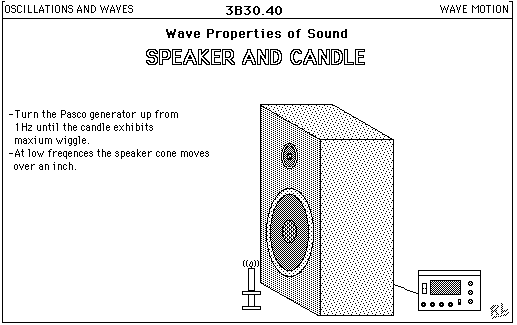 OSCILLATIONS AND WAVES 3B30.40 WAVE MOTION
Wave Properties of Sound
SPEAKER AND CANDLE
-Turn the Pasco generator up from
1Hz until the candle exhibits
maxium wiggle.
-At low freqences the speaker cone moves
over an inch.